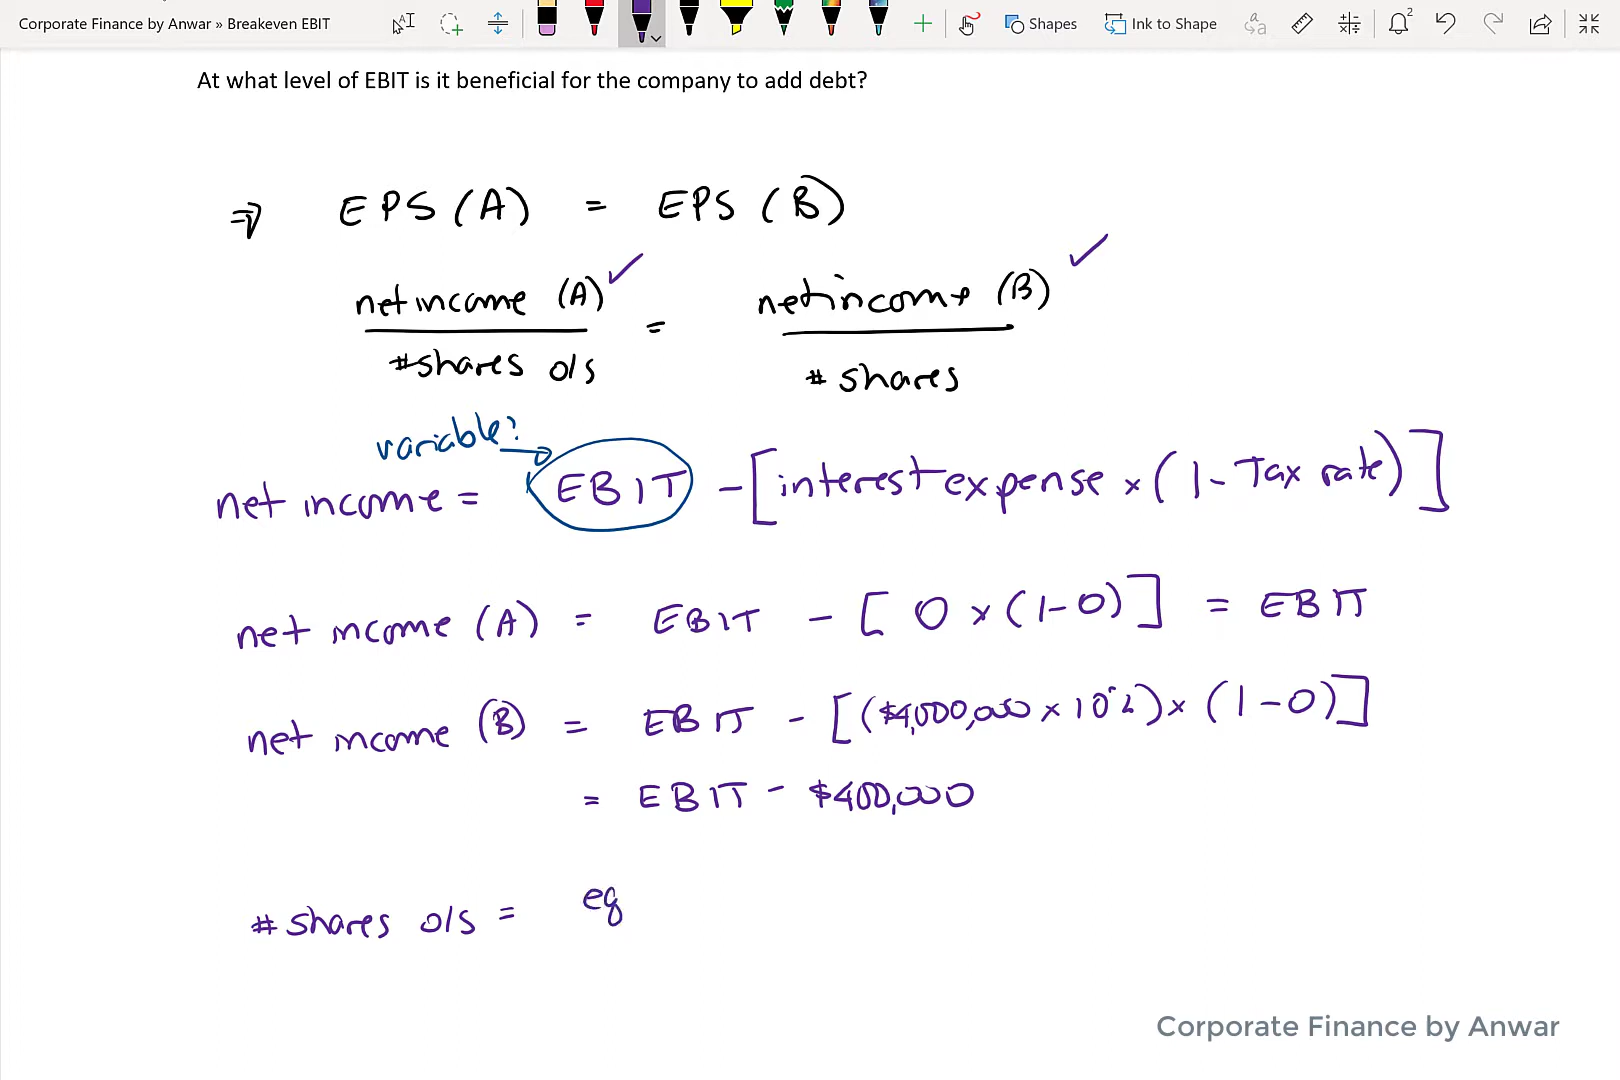 Corporate Finance by Anwar » Breakeven EBIT
Shapes
Ink to Shape
2
At what level of EBIT is it beneficial for the company to add debt?
⇒ EPS (A) = EPS (B)
net income (A) ✓ = net income (B) ✓
#shares o/s # shares
variable?
net income = EBIT - [interest expense × (1 - Tax rate)]
net income (A) = EBIT - [0 × (1-0)] = EBIT
net income (B) = EBIT - [($4,000,000 × 10%) × (1-0)]
= EBIT - $400,000
# shares o/s = eq
Corporate Finance by Anwar